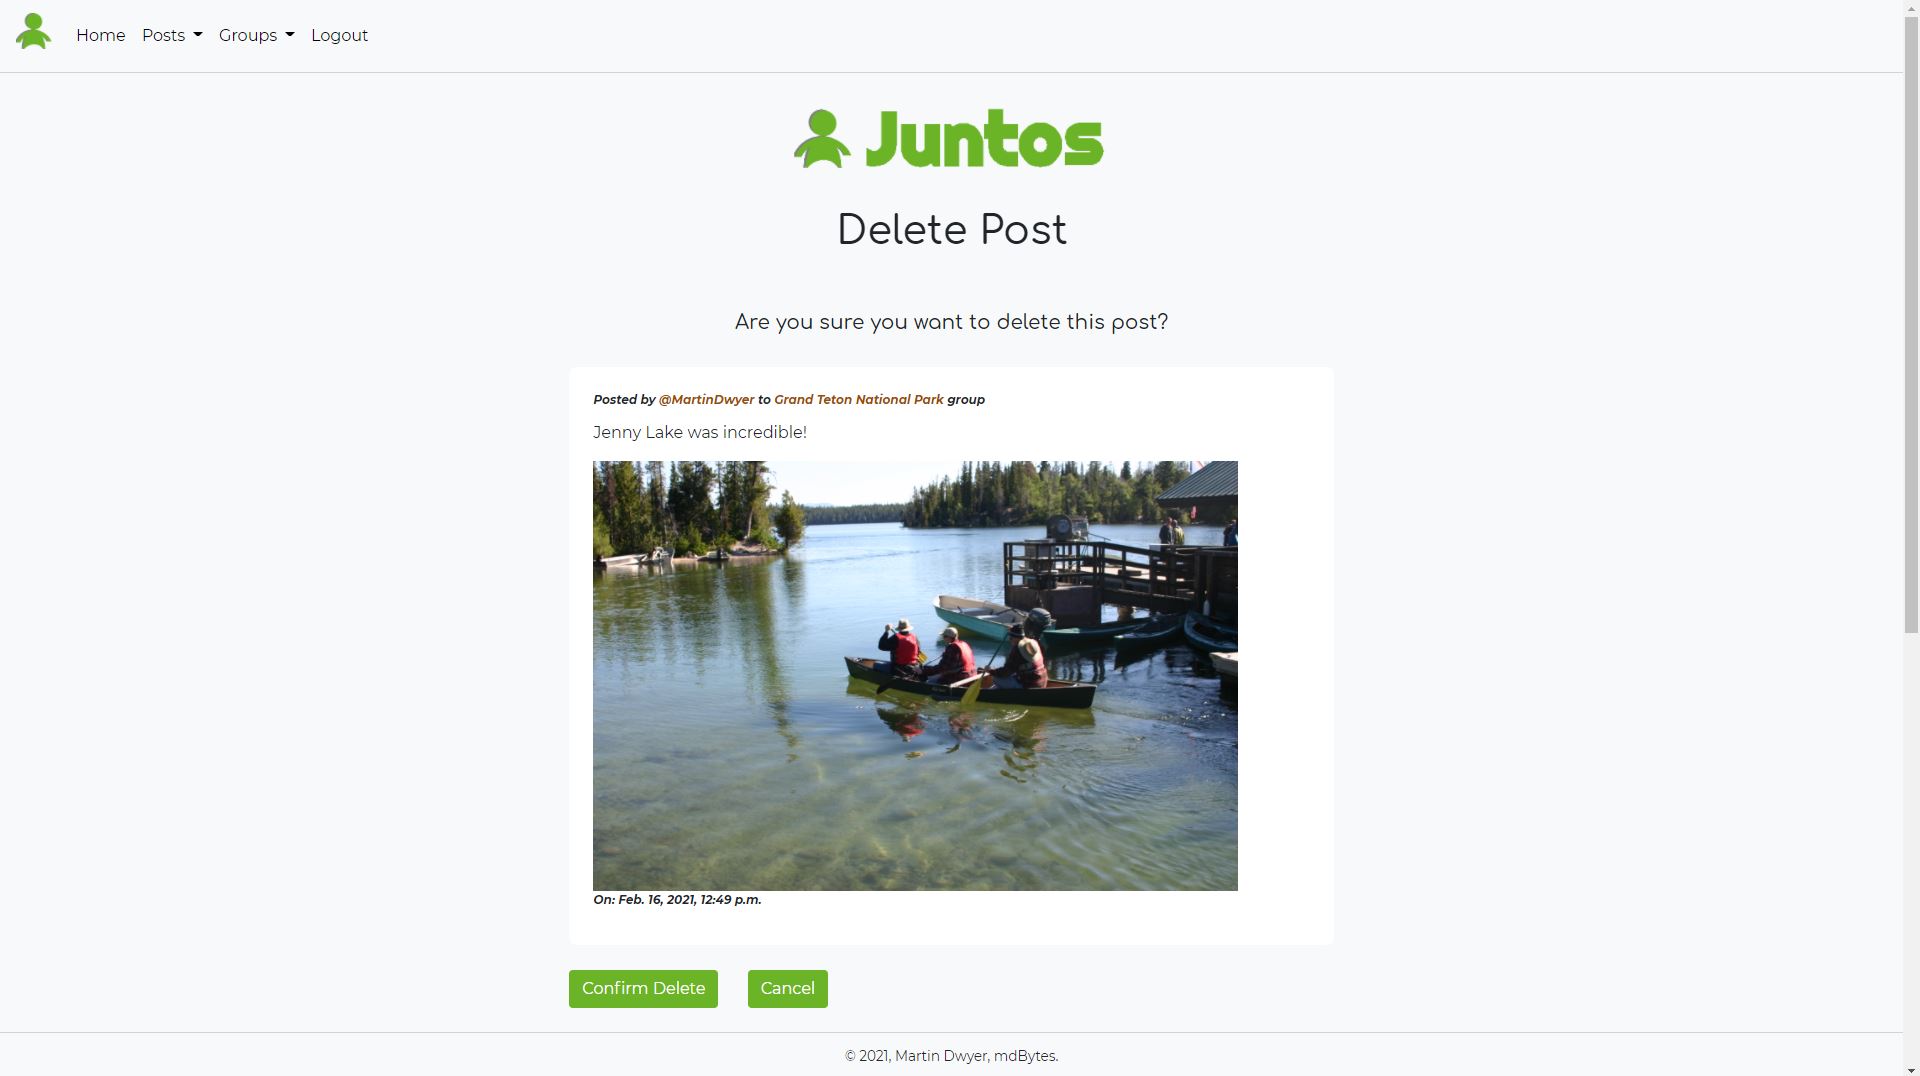 Home Posts Groups Logout
Juntos
Delete Post
Are you sure you want to delete this post?
Posted by @MartinDwyer to Grand Teton National Park group
Jenny Lake was incredible!
On: Feb. 16, 2021, 12:49 p.m.
Confirm Delete Cancel
© 2021, Martin Dwyer, mdBytes.